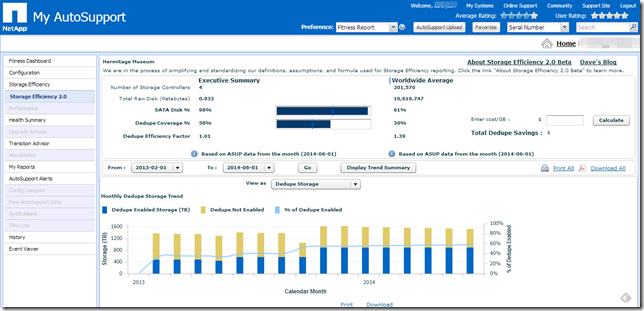 Welcome,
My Systems
Online Support
Community
Support Site
Logout
NetApp
My AutoSupport
Average Rating:
User Rating:
Preference:
Fitness Report
AutoSupport Upload
Favorites
Serial Number
Search
Home
Fitness Dashboard
Configuration
Storage Efficiency
Storage Efficiency 2.0
Performance
Health Summary
Upgrade Advisor
Transition Advisor
Visualization
My Reports
AutoSupport Alerts
Config Compare
Raw AutoSupport Data
Notifications
View List
History
Event Viewer
Hermitage Museum
About Storage Efficiency 2.0 Beta
Dave's Blog
We are in the process of simplifying and standardizing our definitions, assumptions, and formula used for Storage Efficiency reporting. Click the link "About Storage Efficiency 2.0 Beta" to learn more.
Executive Summary
Worldwide Average
Number of Storage Controllers 4 201,570
Total Raw Disk (Petabytes) 0.933 10,616.747
SATA Disk % 98% 61%
Dedupe Coverage % 58% 39%
Dedupe Efficiency Factor 1.01 1.39
Enter cost/GB : $
Calculate
Total Dedupe Savings : $
Based on ASUP data from the month (2014-06-01)
Based on ASUP data from the month (2014-06-01)
From : 2013-02-01
To : 2014-06-01
Go
Display Trend Summary
Print All
Download All
View as Dedupe Storage
Monthly Dedupe Storage Trend
Dedupe Enabled Storage (TB)
Dedupe Not Enabled
% of Dedupe Enabled
Storage (TB)
1600
1200
800
400
0
100%
80%
60%
40%
20%
0%
% of Dedupe Enabled
2013
2014
Calendar Month
Print
Download